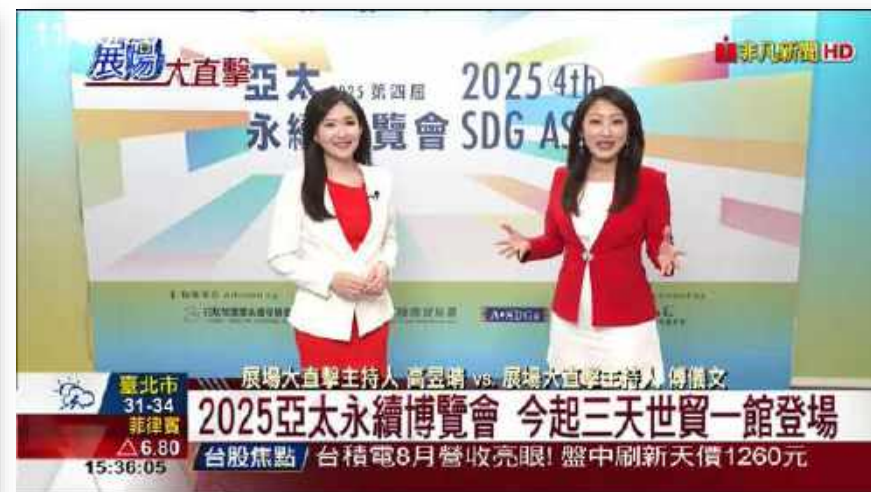 展場大直擊
非凡新聞 HD
亞太 2025 第四屆
永續博覽會
2025 4th
SDG AS
A★SDGs
展場大直擊主持人 高昱晴 vs. 展場大直擊主持人 傅儀文
臺北市
31-34
菲律賓
△6.80
15:36:05
2025亞太永續博覽會 今起三天世貿一館登場
台股焦點 台積電8月營收亮眼! 盤中刷新天價1260元